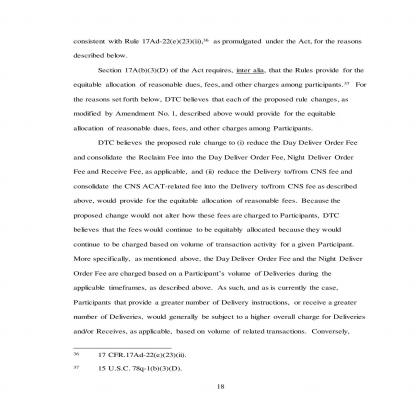 consistent with Rule 17Ad-22(e)(23)(ii),36 as promulgated under the Act, for the reasons
described below.
Section 17A(b)(3)(D) of the Act requires, inter alia, that the Rules provide for the
equitable allocation of reasonable dues, fees, and other charges among participants.37 For
the reasons set forth below, DTC believes that each of the proposed rule changes, as
modified by Amendment No. 1, described above would provide for the equitable
allocation of reasonable dues, fees, and other charges among Participants.
DTC believes the proposed rule change to (i) reduce the Day Deliver Order Fee
and consolidate the Reclaim Fee into the Day Deliver Order Fee, Night Deliver Order
Fee and Receive Fee, as applicable, and (ii) reduce the Delivery to/from CNS fee and
consolidate the CNS ACAT-related fee into the Delivery to/from CNS fee as described
above, would provide for the equitable allocation of reasonable fees. Because the
proposed change would not alter how these fees are charged to Participants, DTC
believes that the fees would continue to be equitably allocated because they would
continue to be charged based on volume of transaction activity for a given Participant.
More specifically, as mentioned above, the Day Deliver Order Fee and the Night Deliver
Order Fee are charged based on a Participant's volume of Deliveries during the
applicable timeframes, as described above. As such, and as is currently the case,
Participants that provide a greater number of Delivery instructions, or receive a greater
number of Deliveries, would generally be subject to a higher overall charge for Deliveries
and/or Receives, as applicable, based on volume of related transactions. Conversely,
36 17 CFR.17Ad-22(e)(23)(ii).
37 15 U.S.C. 78q-1(b)(3)(D).
18